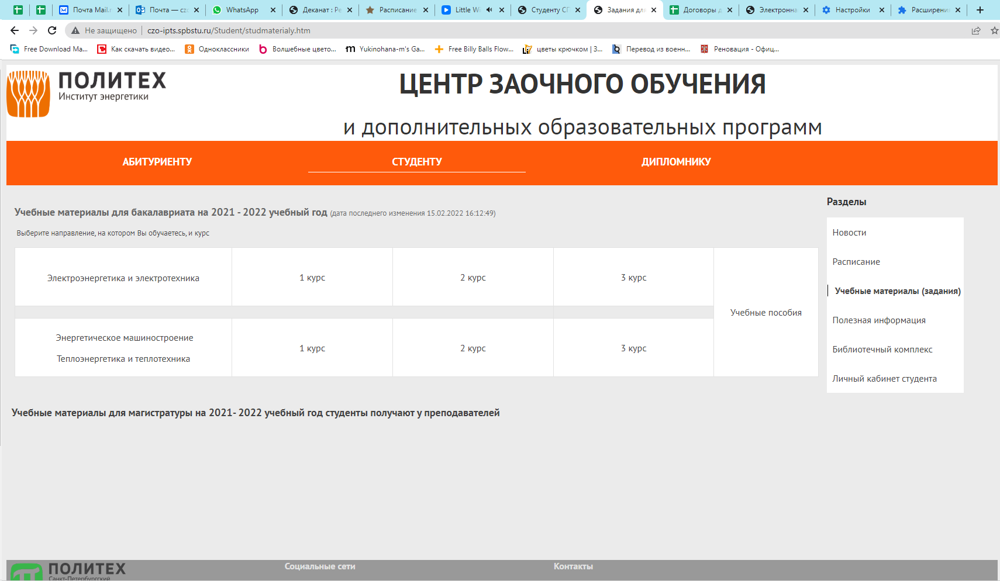 Почта Mail.r
Почта — cz
WhatsApp
Деканат : Ре
Расписание
Little Wi
Студенту СП
Задания для
Договоры д
Электронна
Настройки
Расширени
Не защищено
czo-ipts.spbstu.ru/Student/studmaterialy.htm
Free Download Ma...
Как скачать видео...
Одноклассники
Волшебные цвето...
Yukinohana-m's Ga...
Free Billy Balls Flow...
цветы крючком | З...
Перевод из военн...
Реновация - Офиц...
ПОЛИТЕХ
Институт энергетики
ЦЕНТР ЗАОЧНОГО ОБУЧЕНИЯ
и дополнительных образовательных программ
АБИТУРИЕНТУ
СТУДЕНТУ
ДИПЛОМНИКУ
Учебные материалы для бакалавриата на 2021 - 2022 учебный год (дата последнего изменения 15.02.2022 16:12:49)
Выберите направление, на котором Вы обучаетесь, и курс
Электроэнергетика и электротехника
1 курс
2 курс
3 курс
Учебные пособия
Энергетическое машиностроение
Теплоэнергетика и теплотехника
1 курс
2 курс
3 курс
Учебные материалы для магистратуры на 2021- 2022 учебный год студенты получают у преподавателей
Разделы
Новости
Расписание
Учебные материалы (задания)
Полезная информация
Библиотечный комплекс
Личный кабинет студента
ПОЛИТЕХ
Санкт-Петербургский
Социальные сети
Контакты